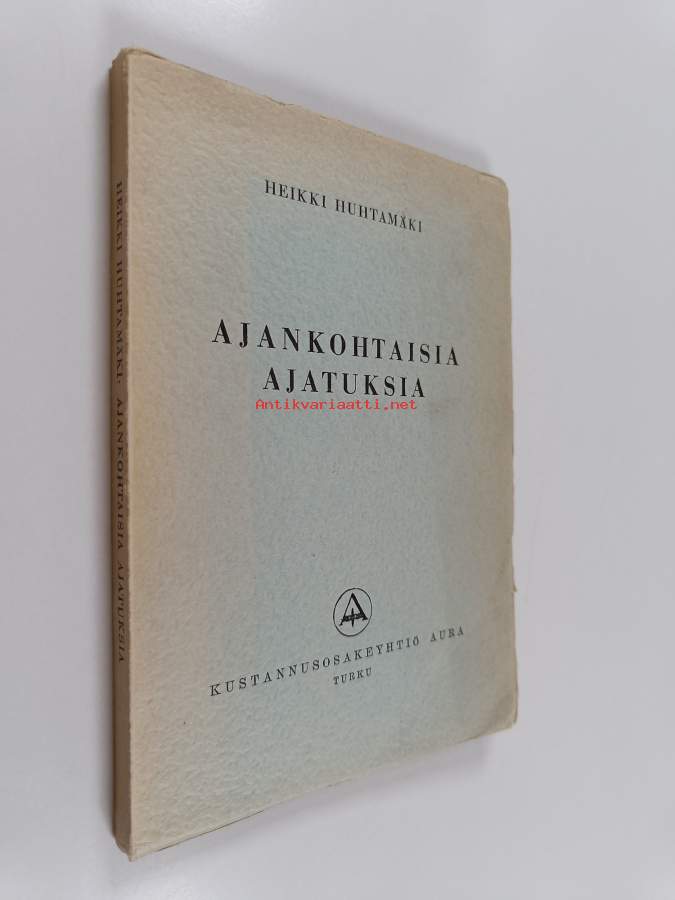 HEIKKI HUHTAMÄKI
AJANKOHTAISIA
AJATUKSIA
Antikvariaatti.net
A
KUSTANNUSOSAKEYHTIÖ AURA
TURKU
HEIKKI HUHTAMÄKI: AJANKOHTAISIA AJATUKSIA